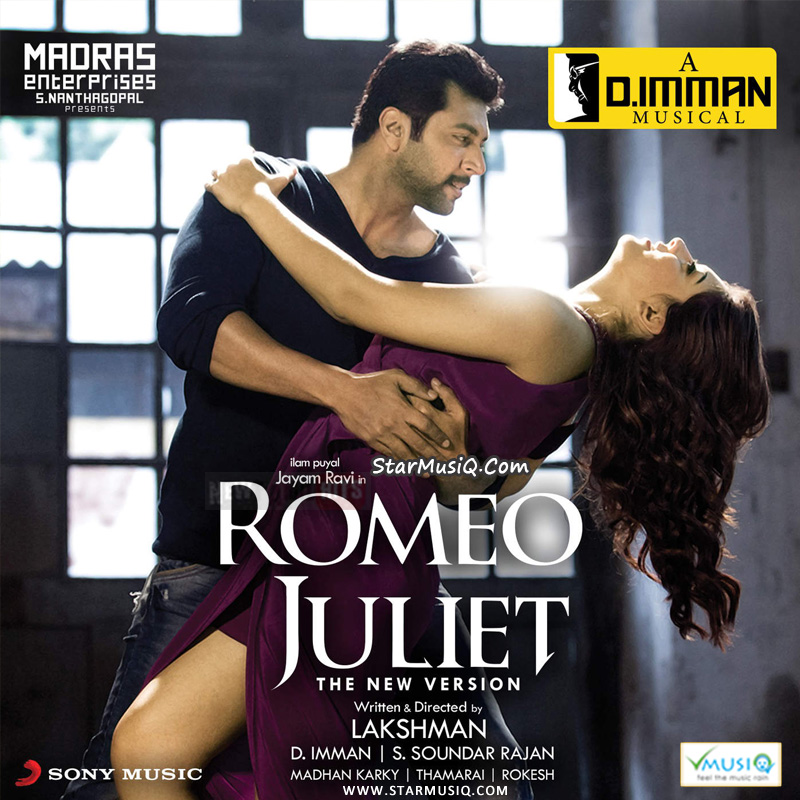 MADRAS
enterprises
S.NANTHAGOPAL
presents
A
D.IMMAN
MUSICAL
ilam puyal
Jayam Ravi in
StarMusiQ.Com
ROMEO
JULIET
THE NEW VERSION
Written & Directed by
LAKSHMAN
D. IMMAN | S. SOUNDAR RAJAN
MADHAN KARKY | THAMARAI | ROKESH
WWW.STARMUSIQ.COM
SONY MUSIC
VMUSIQ
feel the music rain